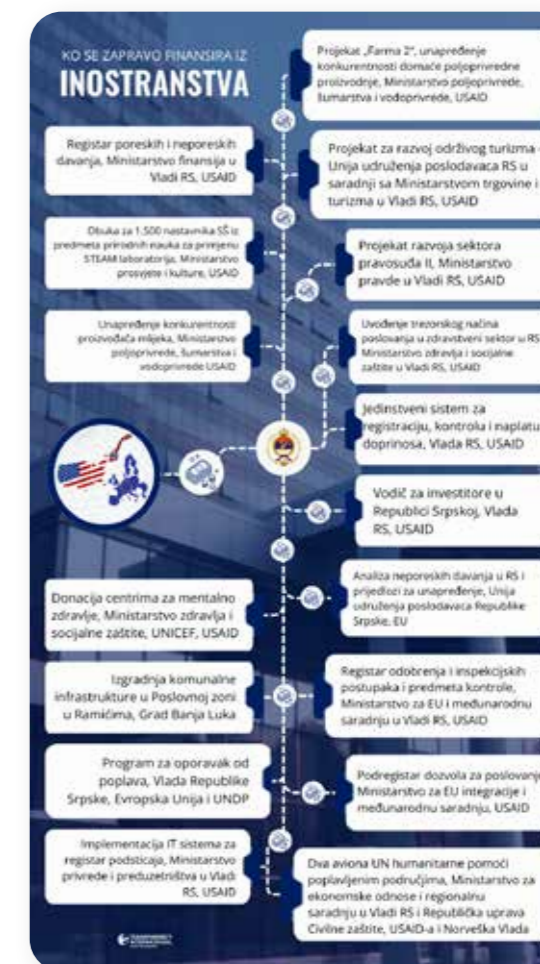 KO SE ZAPRAVO FINANSIRA IZ
INOSTRANSTVA
Projekat „Farma 2“, unapređenje
konkurentnosti domaće poljoprivredne
proizvodnje, Ministarstvo poljoprivrede,
šumarstva i vodoprivrede, USAID
Registar poreskih i neporeskih
davanja, Ministarstvo finansija u
Vladi RS, USAID
Projekat za razvoj održivog turizma -
Unija udruženja poslodavaca RS u
saradnji sa Ministarstvom trgovine i
turizma u Vladi RS, USAID
Obuka za 1.500 nastavnika SŠ iz
predmeta prirodnih nauka za primjenu
STEAM laboratorija, Ministarstvo
prosvjete i kulture, USAID
Projekat razvoja sektora
pravosuđa II, Ministarstvo
pravde u Vladi RS, USAID
Unapređenje konkurentnosti
proizvođača mlijeka, Ministarstvo
poljoprivrede, šumarstva i
vodoprivrede USAID
Uvođenje trezorskog načina
poslovanja u zdravstveni sektor u RS
Ministarstvo zdravlja i socijalne
zaštite u Vladi RS, USAID
Jedinstveni sistem za
registraciju, kontrolu i naplatu
doprinosa, Vlada RS, USAID
Vodič za investitore u
Republici Srpskoj, Vlada
RS, USAID
Analiza neporeskih davanja u RS i
prijedlozi za unapređenje, Unija
udruženja poslodavaca Republike
Srpske, EU
Donacija centrima za mentalno
zdravlje, Ministarstvo zdravlja i
socijalne zaštite, UNICEF, USAID
Registar odobrenja i inspekcijskih
postupaka i predmeta kontrole,
Ministarstvo za EU i međunarodnu
saradnju u Vladi RS, USAID
Izgradnja komunalne
infrastrukture u Poslovnoj zoni
u Ramićima, Grad Banja Luka
Podregistar dozvola za poslovanje
Ministarstvo za EU integracije i
međunarodnu saradnju, USAID
Program za oporavak od
poplava, Vlada Republike
Srpske, Evropska Unija i UNDP
Implementacija IT sistema za
registar podsticaja, Ministarstvo
privrede i preduzetništva u Vladi
RS, USAID
Dva aviona UN humanitarne pomoći
poplavljenim područjima, Ministarstvo za
ekonomske odnose i regionalnu
saradnju u Vladi RS i Republička uprava
Civilne zaštite, USAID-a i Norveška Vlada
TRANSPARENCY
INTERNATIONAL